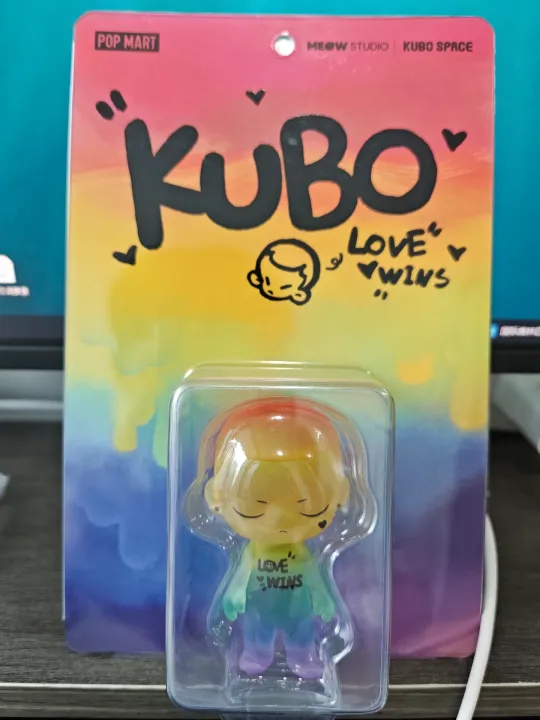 POP MART
MEOW STUDIO | KUBO SPACE
KUBO
LOVE
WINS
LOVE
WINS